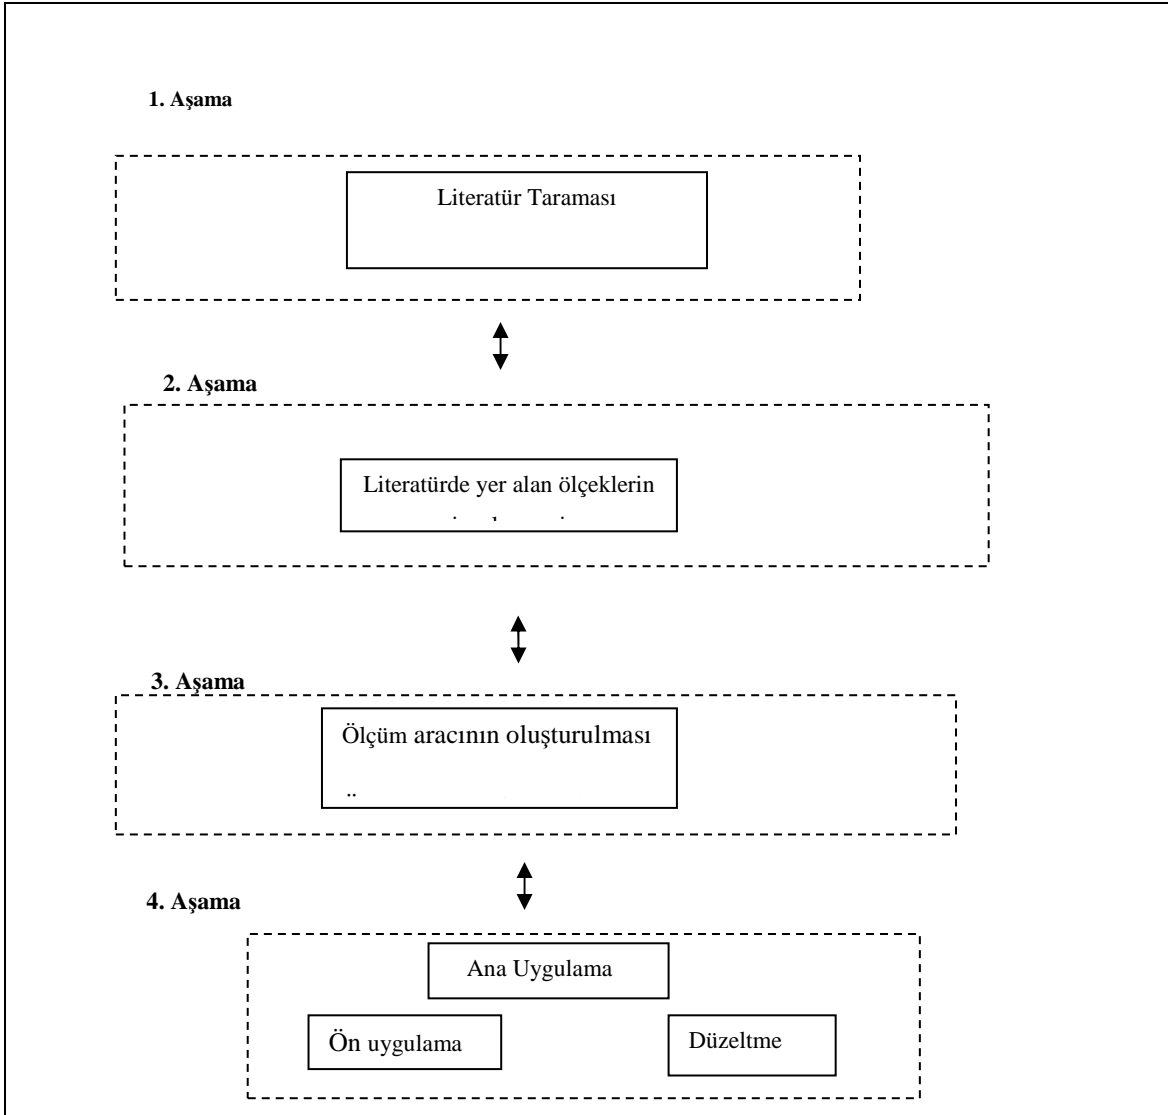 1. Aşama
Literatür Taraması
2. Aşama
Literatürde yer alan ölçeklerin
3. Aşama
Ölçüm aracının oluşturulması
4. Aşama
Ana Uygulama
Ön uygulama
Düzeltme